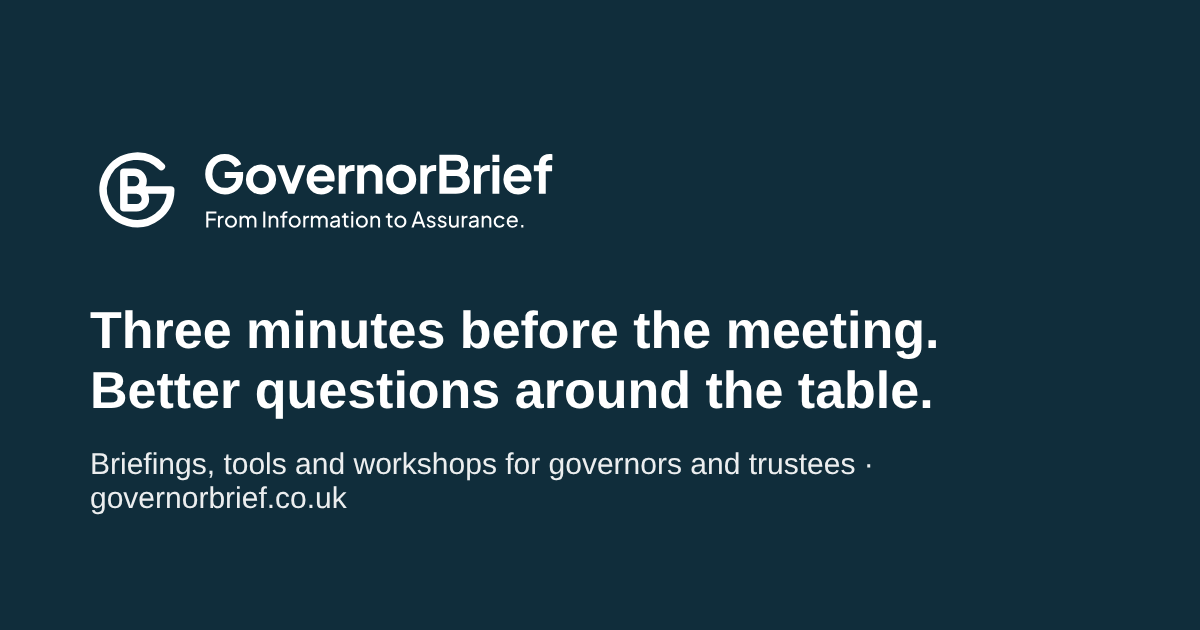 GB
GovernorBrief
From Information to Assurance.
Three minutes before the meeting.
Better questions around the table.
Briefings, tools and workshops for governors and trustees ·
governorbrief.co.uk